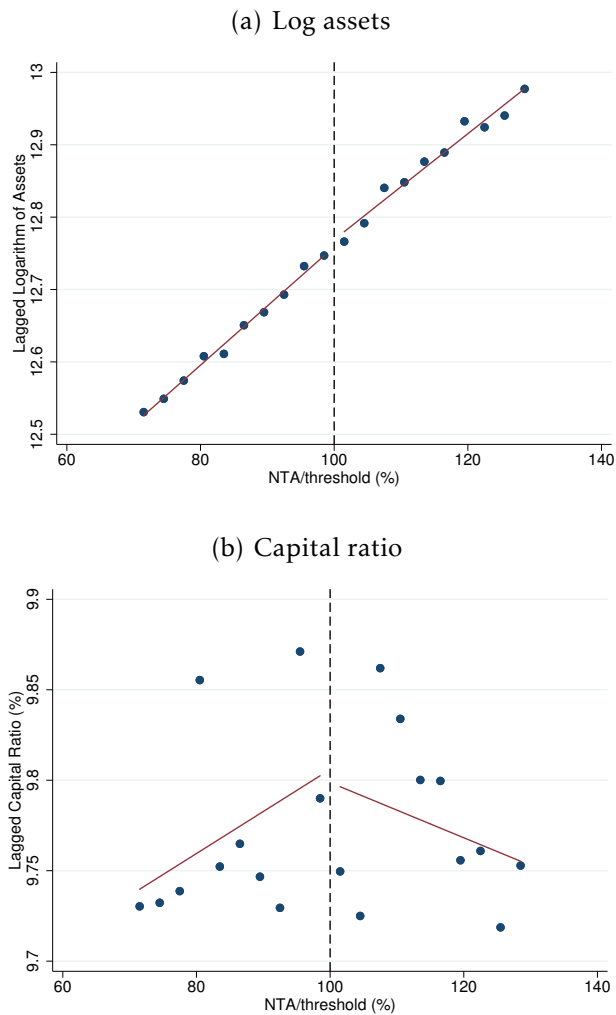 (a) Log assets
Lagged Logarithm of Assets
13
12.9
12.8
12.7
12.6
12.5
60 80 100 120 140
NTA/threshold (%)
(b) Capital ratio
Lagged Capital Ratio (%)
9.9
9.85
9.8
9.75
9.7
60 80 100 120 140
NTA/threshold (%)